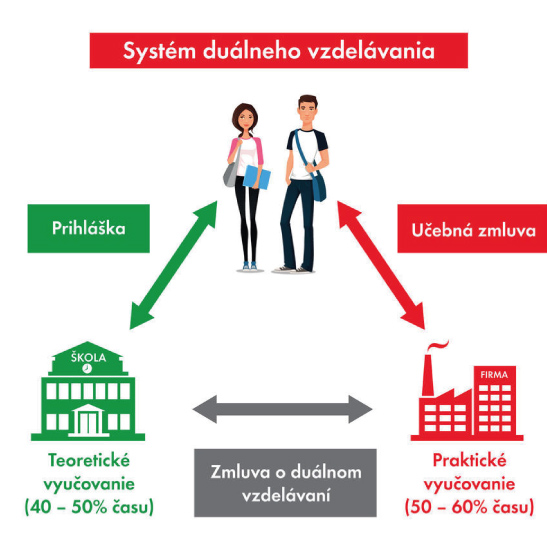 Systém duálneho vzdelávania
Prihláška
Učebná zmluva
ŠKOLA
FIRMA
Teoretické
vyučovanie
(40 – 50% času)
Zmluva o duálnom
vzdelávaní
Praktické
vyučovanie
(50 – 60% času)